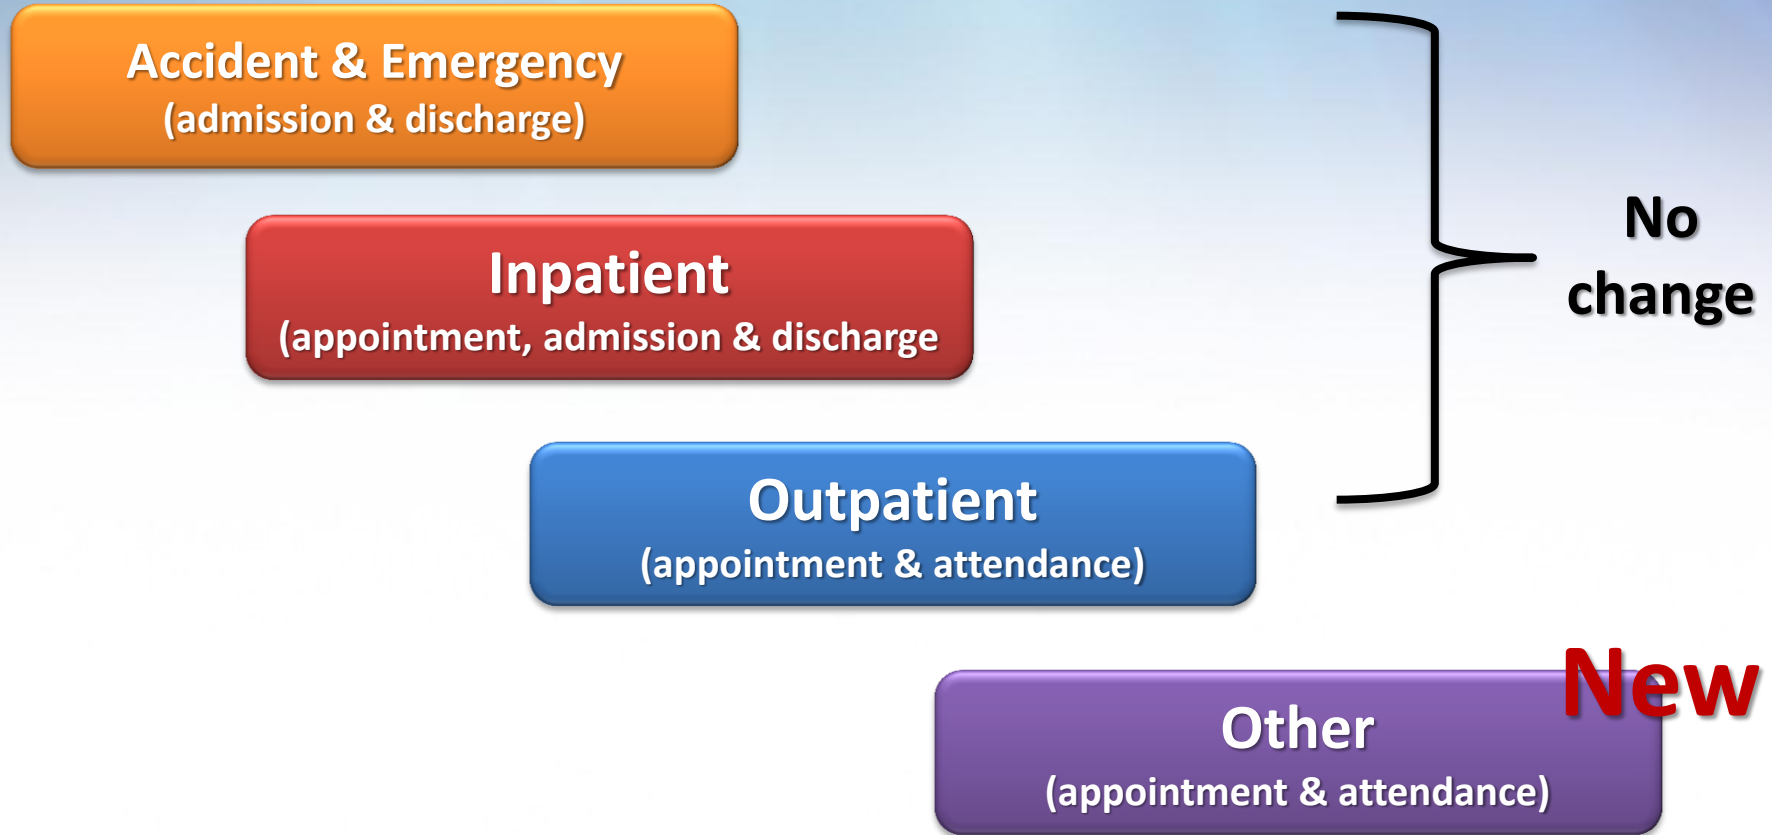 Accident & Emergency
(admission & discharge)
Inpatient
(appointment, admission & discharge
No
change
Outpatient
(appointment & attendance)
New
Other
(appointment & attendance)